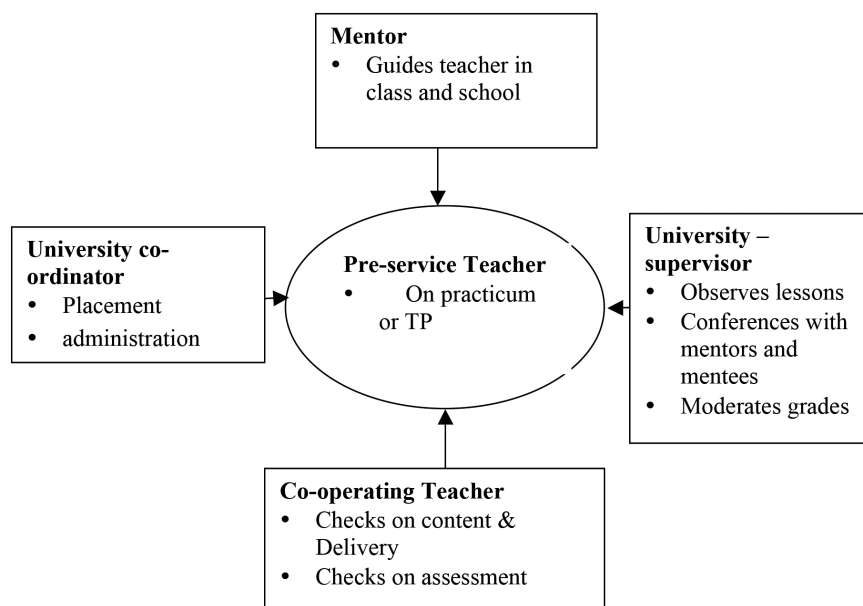 Mentor
• Guides teacher in
class and school
University co-
ordinator
• Placement
• administration
Pre-service Teacher
• On practicum
or TP
University –
supervisor
• Observes lessons
• Conferences with
mentors and
mentees
• Moderates grades
Co-operating Teacher
• Checks on content &
Delivery
• Checks on assessment